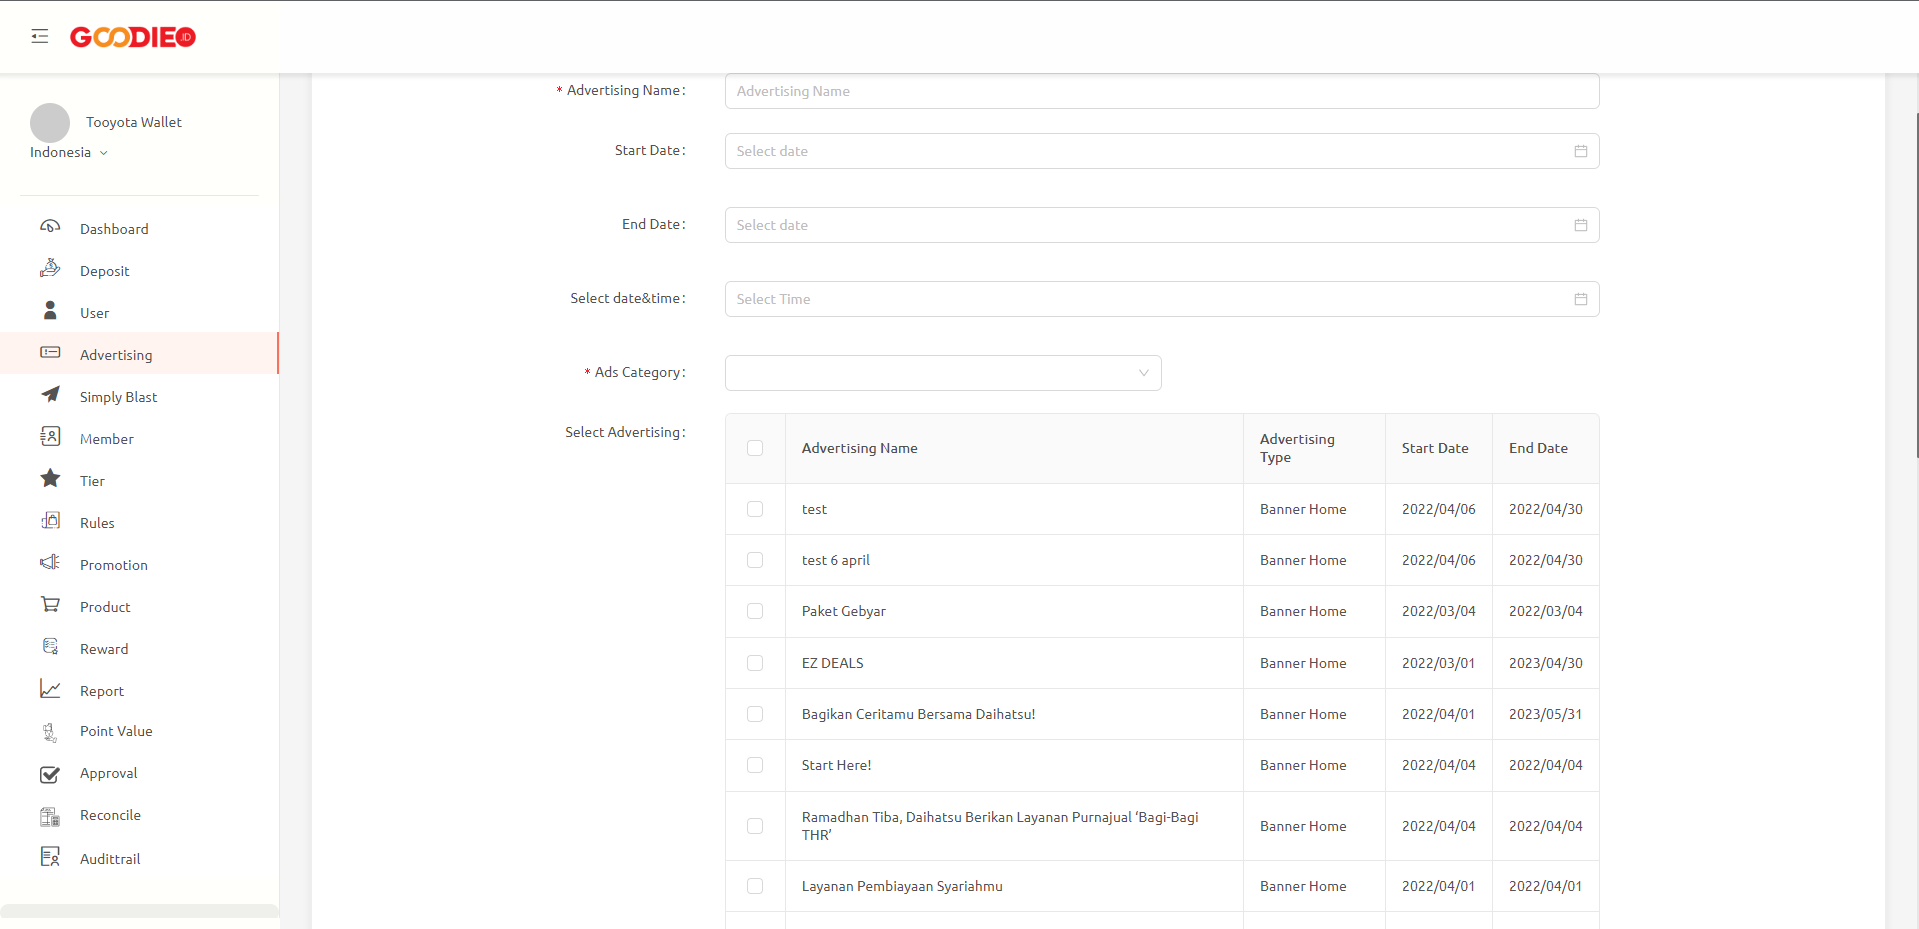 GOODIE.ID
Tooyota Wallet
Indonesia
Dashboard
Deposit
User
Advertising
Simply Blast
Member
Tier
Rules
Promotion
Product
Reward
Report
Point Value
Approval
Reconcile
Audittrail
* Advertising Name:
Advertising Name
Start Date:
Select date
End Date:
Select date
Select date&time:
Select Time
* Ads Category:
Select Advertising:
Advertising Name Advertising Type Start Date End Date
test Banner Home 2022/04/06 2022/04/30
test 6 april Banner Home 2022/04/06 2022/04/30
Paket Gebyar Banner Home 2022/03/04 2022/03/04
EZ DEALS Banner Home 2022/03/01 2023/04/30
Bagikan Ceritamu Bersama Daihatsu! Banner Home 2022/04/01 2023/05/31
Start Here! Banner Home 2022/04/04 2022/04/04
Ramadhan Tiba, Daihatsu Berikan Layanan Purnajual ‘Bagi-Bagi
THR’ Banner Home 2022/04/04 2022/04/04
Layanan Pembiayaan Syariahmu Banner Home 2022/04/01 2022/04/01